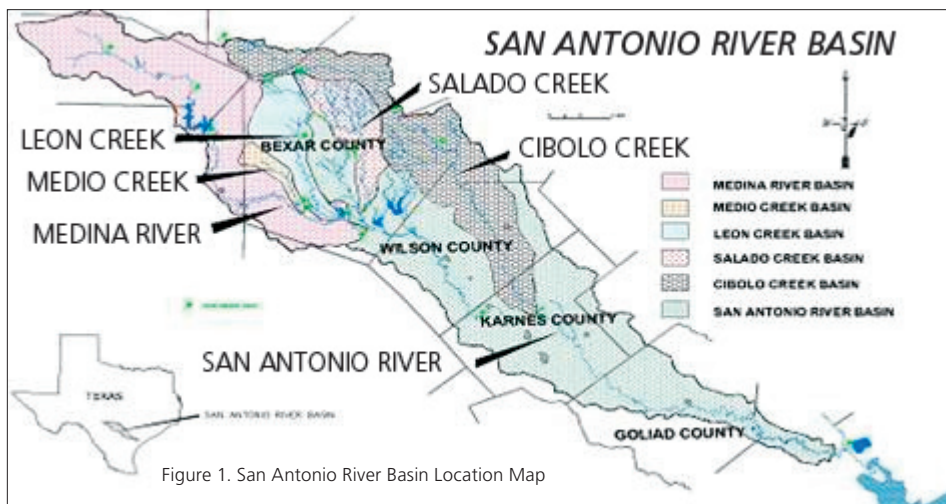 SAN ANTONIO RIVER BASIN
SALADO CREEK
LEON CREEK
BEXAR COUNTY
CIBOLO CREEK
MEDIO CREEK
MEDINA RIVER
WILSON COUNTY
MEDINA RIVER BASIN
MEDIO CREEK BASIN
LEON CREEK BASIN
SALADO CREEK BASIN
CIBOLO CREEK BASIN
SAN ANTONIO RIVER BASIN
KARNES COUNTY
SAN ANTONIO RIVER
TEXAS
SAN ANTONIO RIVER BASIN
GOLIAD COUNTY
Figure 1. San Antonio River Basin Location Map